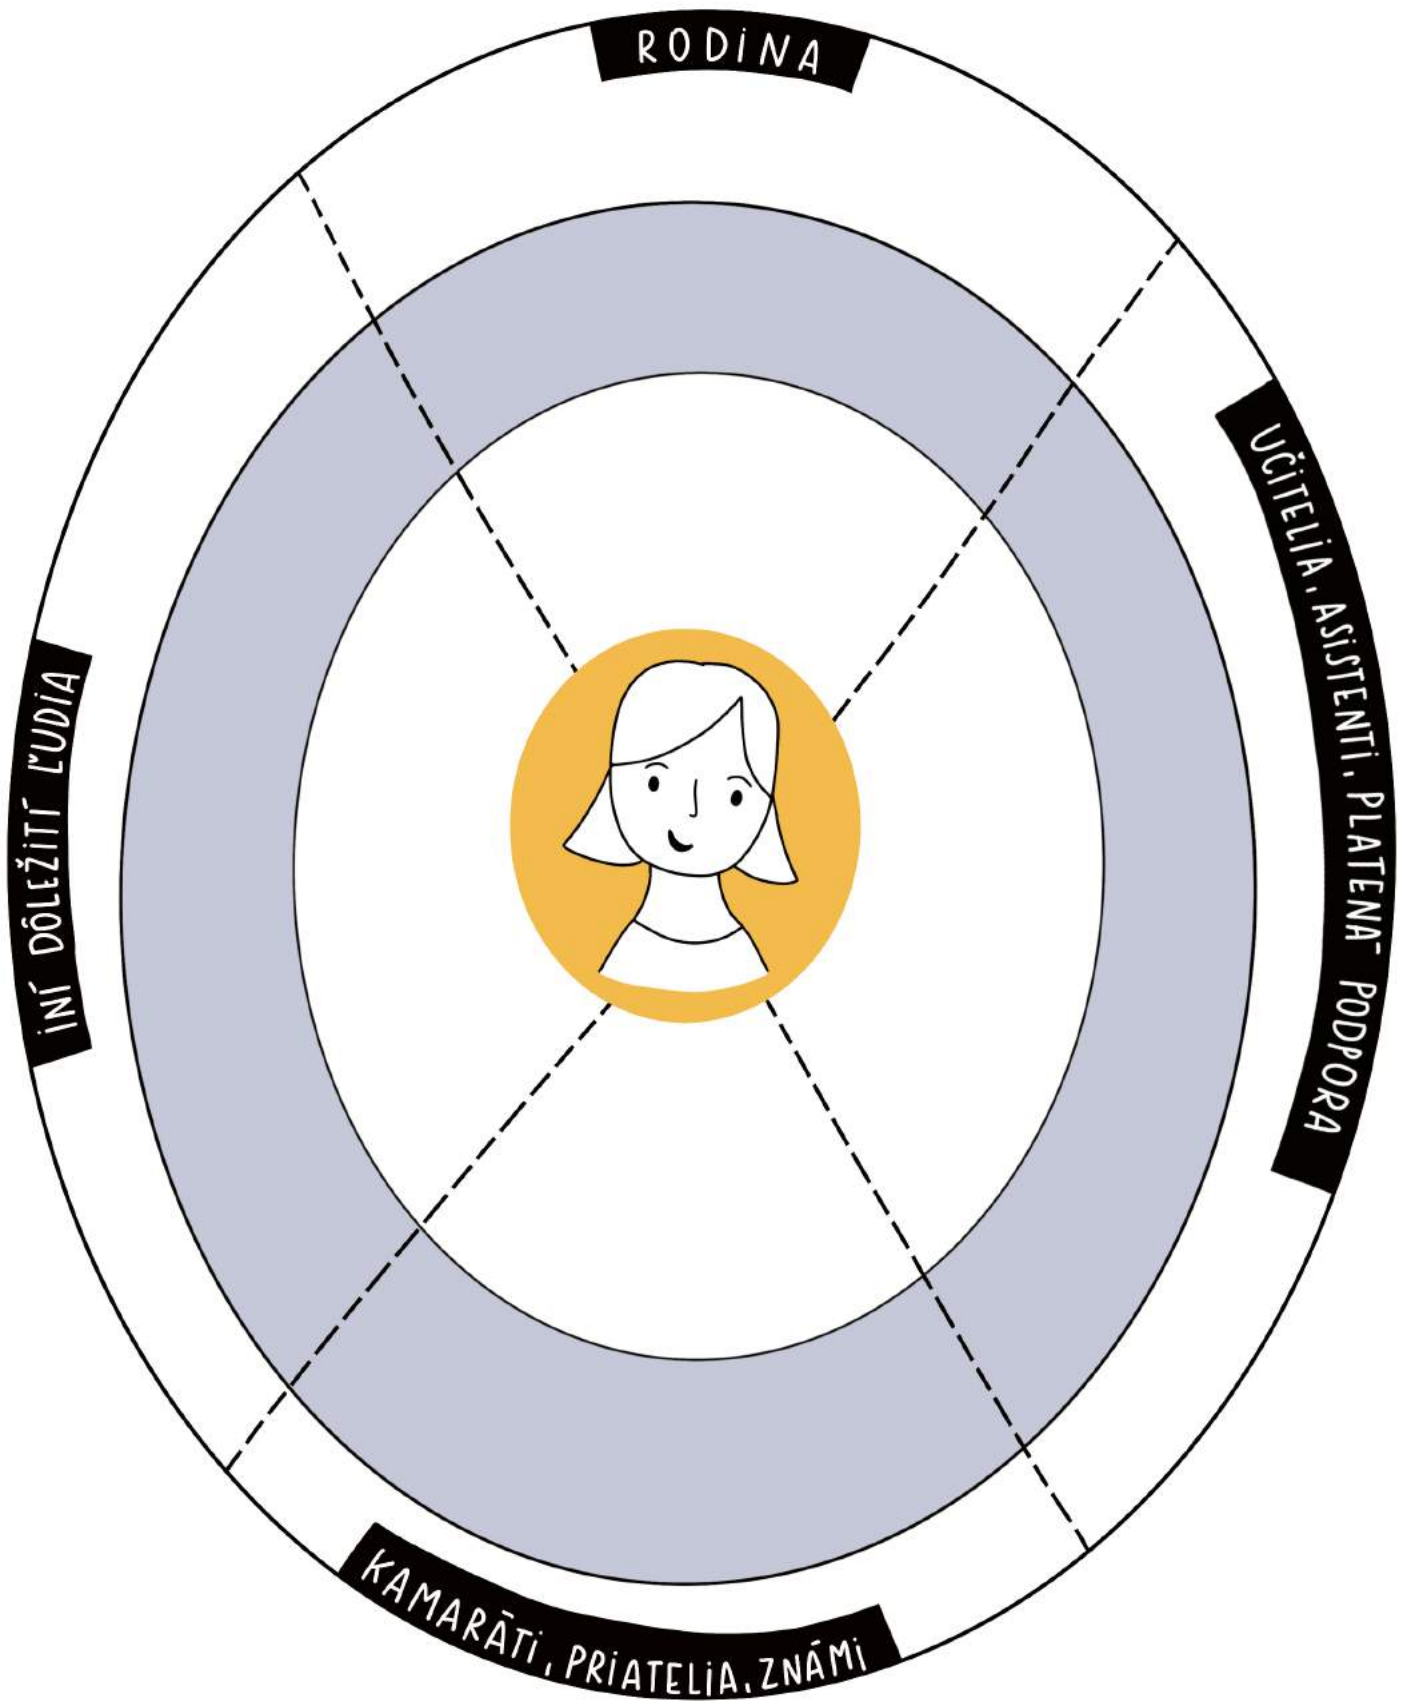 RODINA
UČITELIA, ASISTENTI, PLATENÁ PODPORA
INÍ DÔLEŽITÍ ĽUDIA
KAMARÁTI, PRIATELIA, ZNÁMI